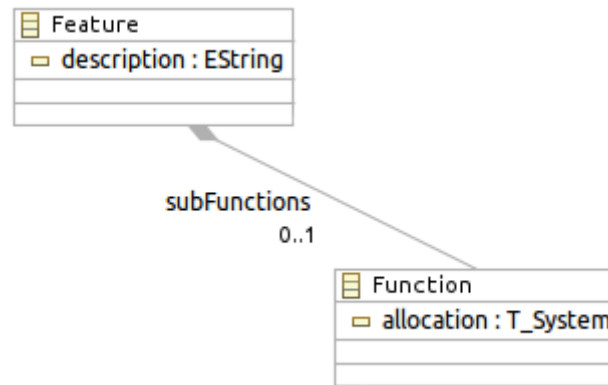 Feature
description : EString
subFunctions
0..1
Function
allocation : T_System